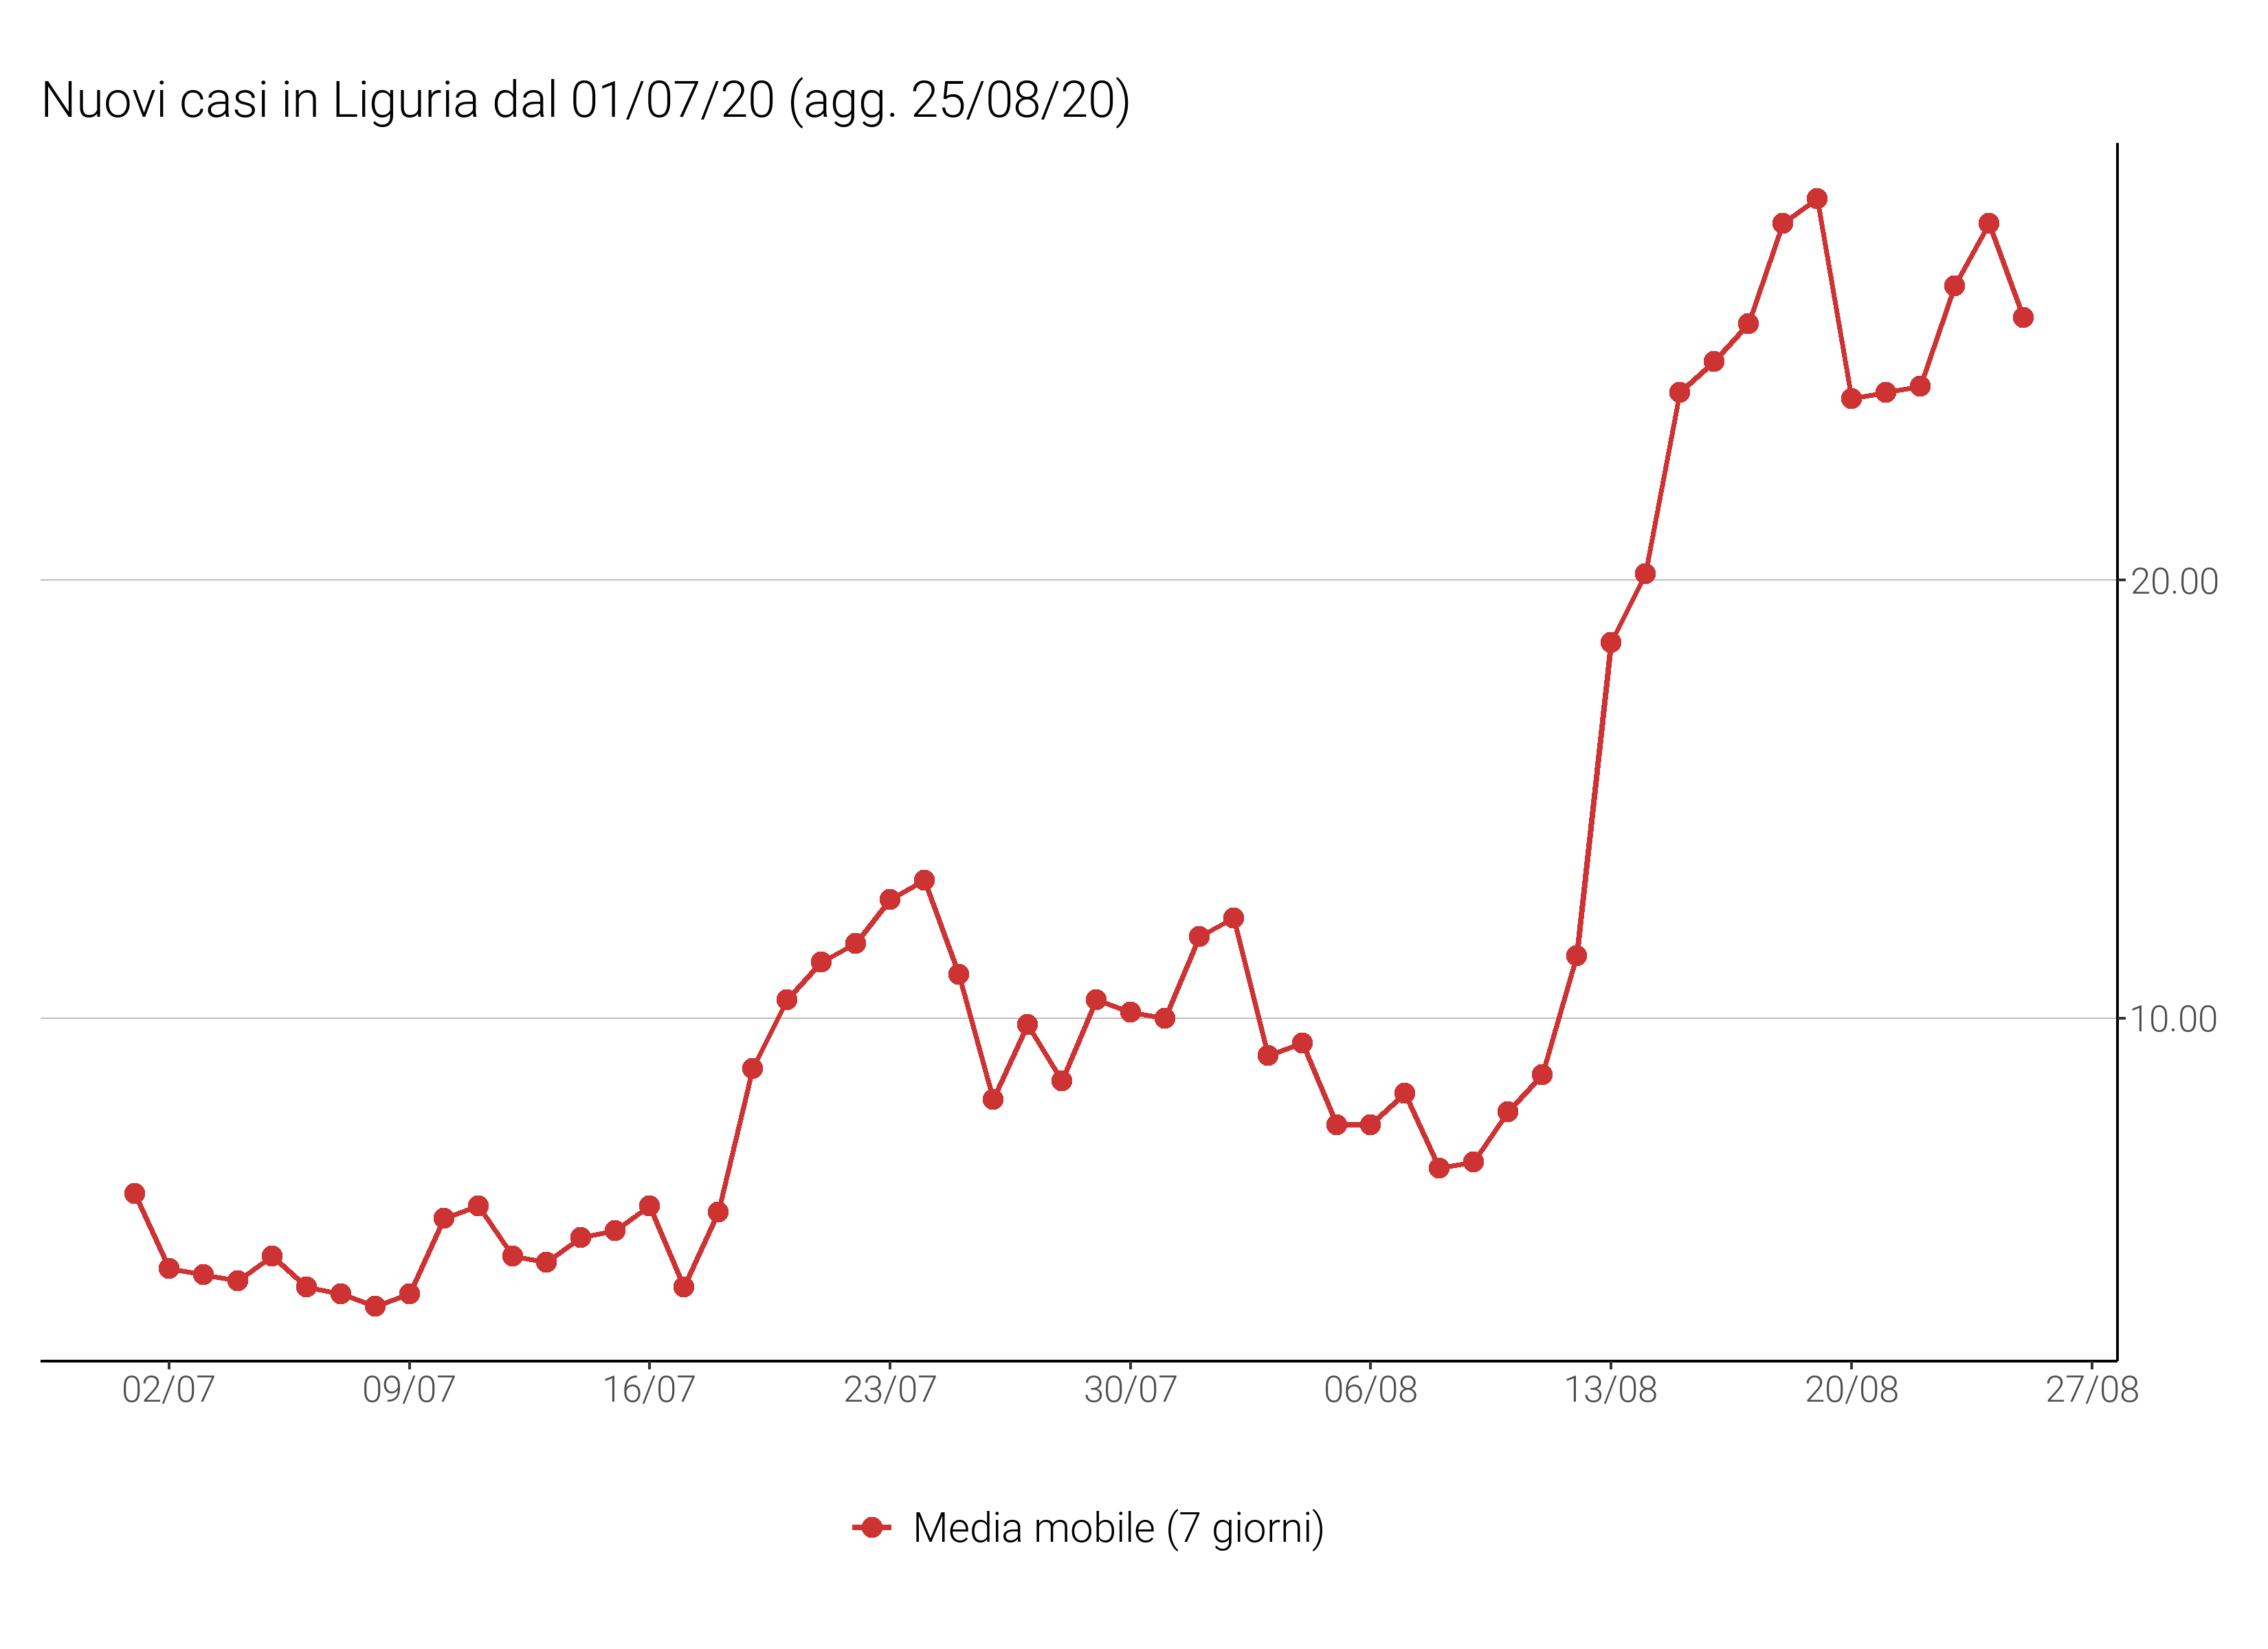 Nuovi casi in Liguria dal 01/07/20 (agg. 25/08/20)
20.00
10.00
02/07 09/07 16/07 23/07 30/07 06/08 13/08 20/08 27/08
Media mobile (7 giorni)